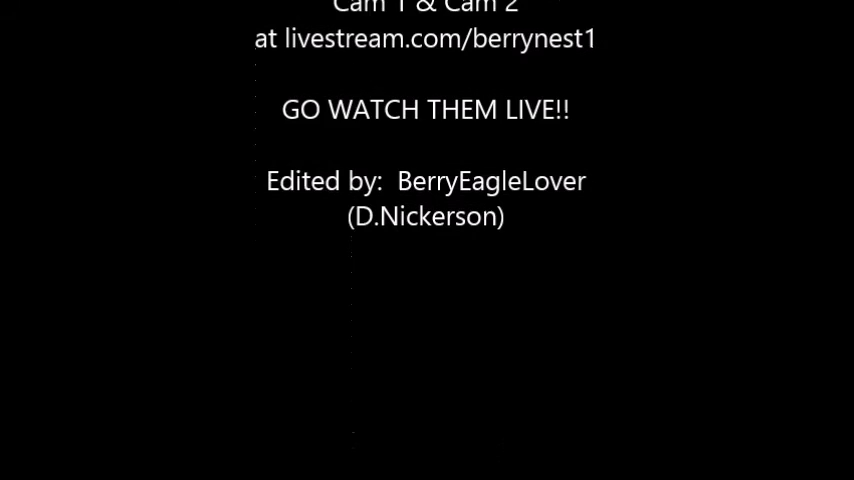 Cam 1 & Cam 2
at livestream.com/berrynest1
GO WATCH THEM LIVE!!
Edited by:  BerryEagleLover
(D.Nickerson)